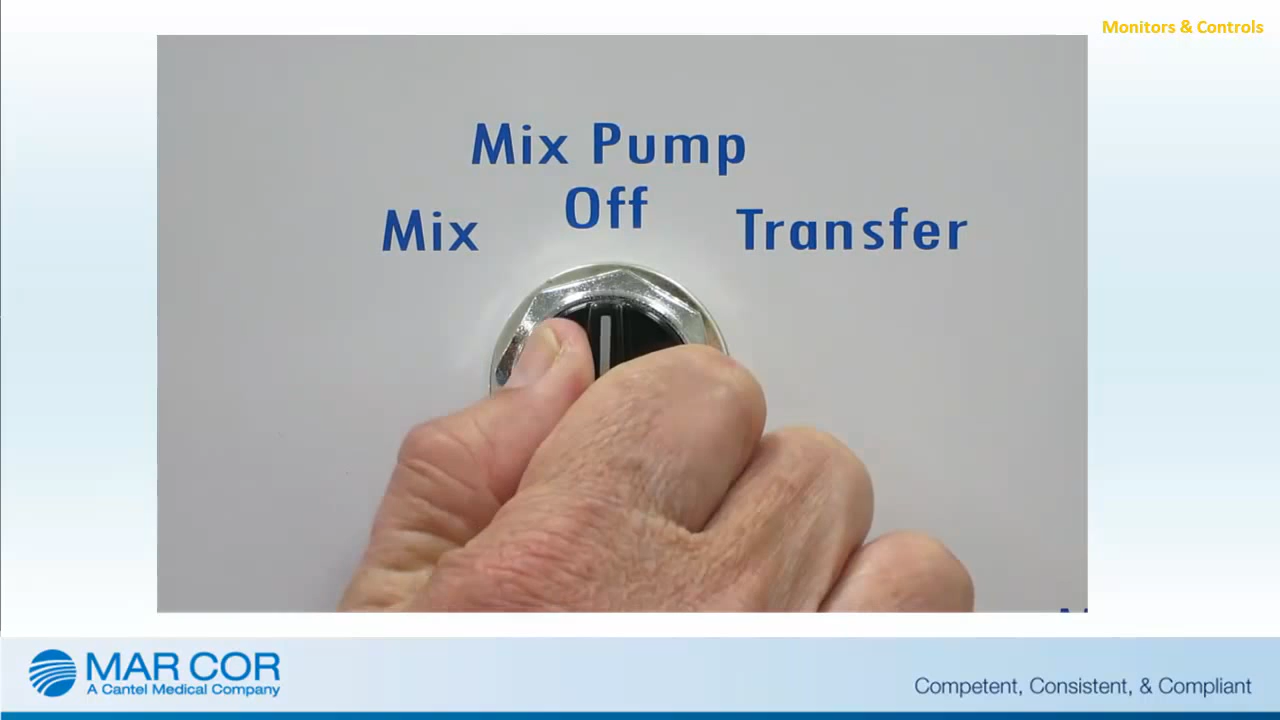 Monitors & Controls
Mix Pump
Off
Mix
Transfer
MAR COR
A Cantel Medical Company
Competent, Consistent, & Compliant